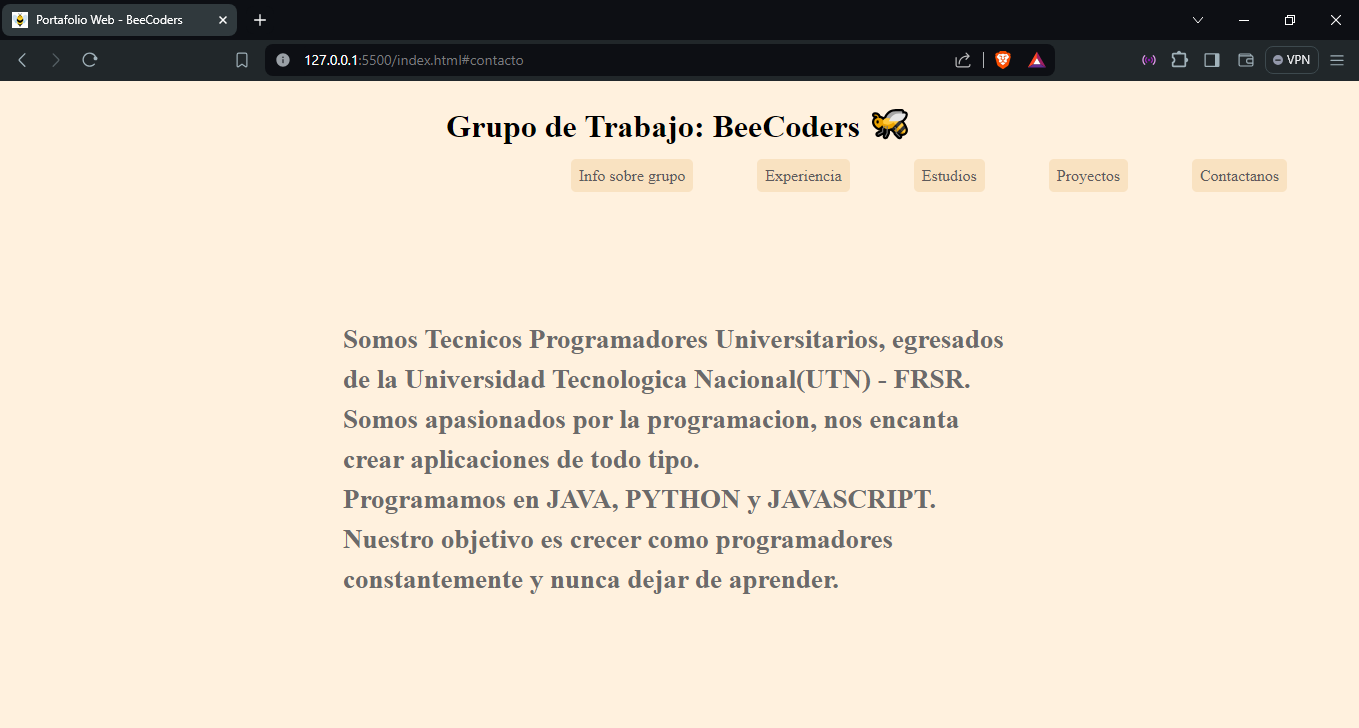 Portafolio Web - BeeCoders
127.0.0.1:5500/index.html#contacto
VPN
Grupo de Trabajo: BeeCoders
Info sobre grupo
Experiencia
Estudios
Proyectos
Contactanos
Somos Tecnicos Programadores Universitarios, egresados
de la Universidad Tecnologica Nacional(UTN) - FRSR.
Somos apasionados por la programacion, nos encanta
crear aplicaciones de todo tipo.
Programamos en JAVA, PYTHON y JAVASCRIPT.
Nuestro objetivo es crecer como programadores
constantemente y nunca dejar de aprender.